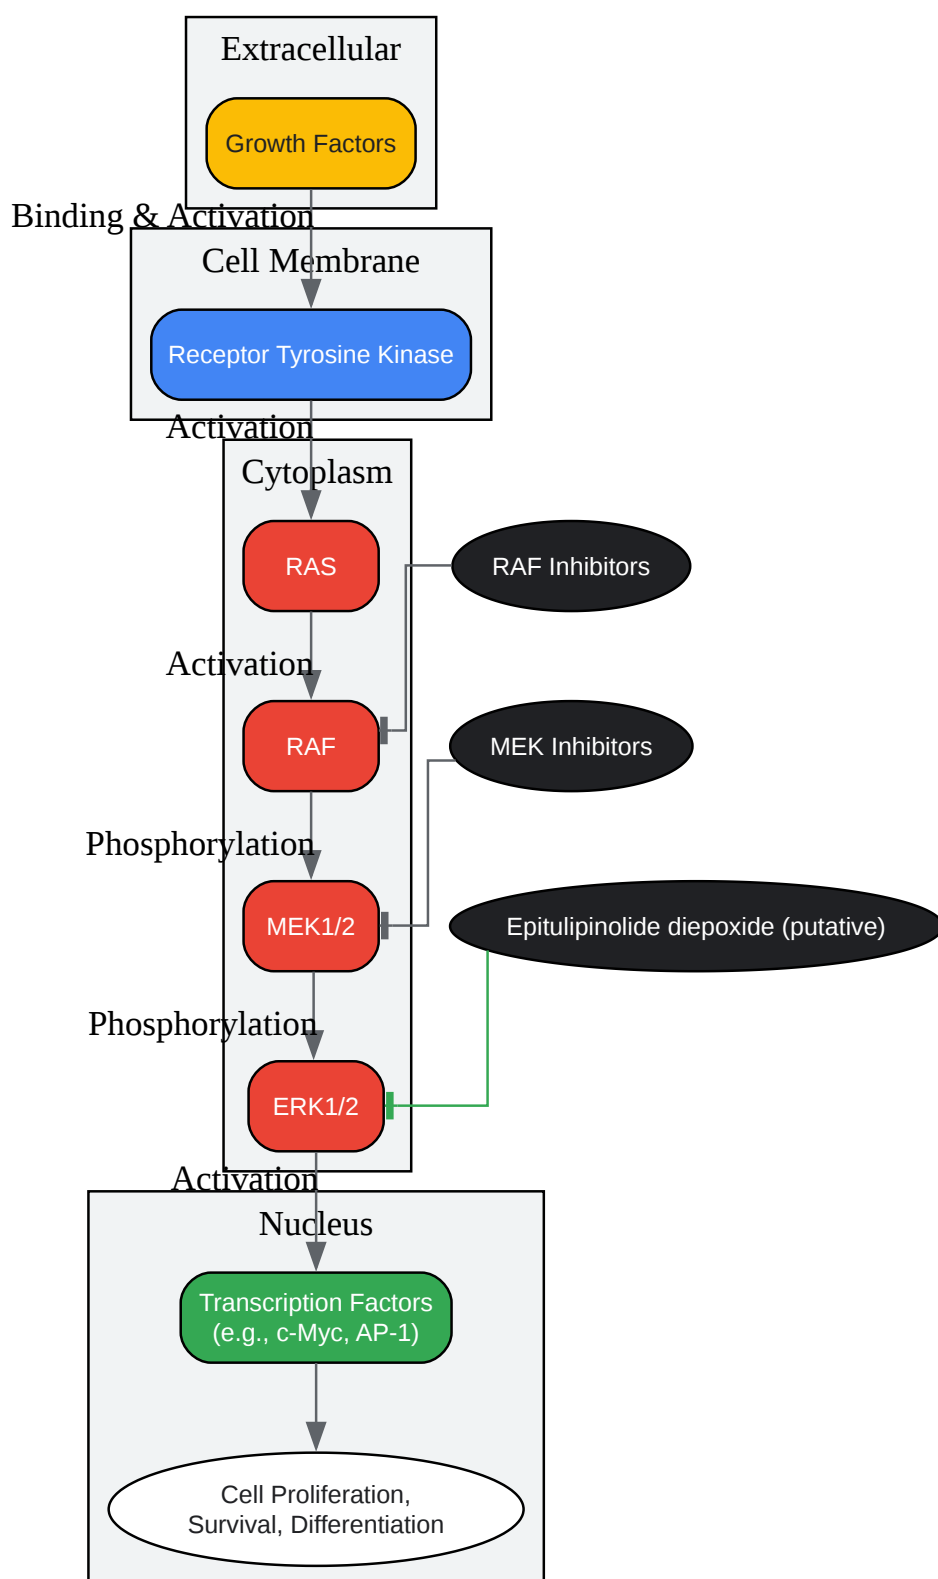 Extracellular
Growth Factors
Binding & Activation
Cell Membrane
Receptor Tyrosine Kinase
Activation
Cytoplasm
RAS
RAF Inhibitors
Activation
RAF
MEK Inhibitors
Phosphorylation
MEK1/2
Epitulipinolide diepoxide (putative)
Phosphorylation
ERK1/2
Activation
Nucleus
Transcription Factors
(e.g., c-Myc, AP-1)
Cell Proliferation,
Survival, Differentiation